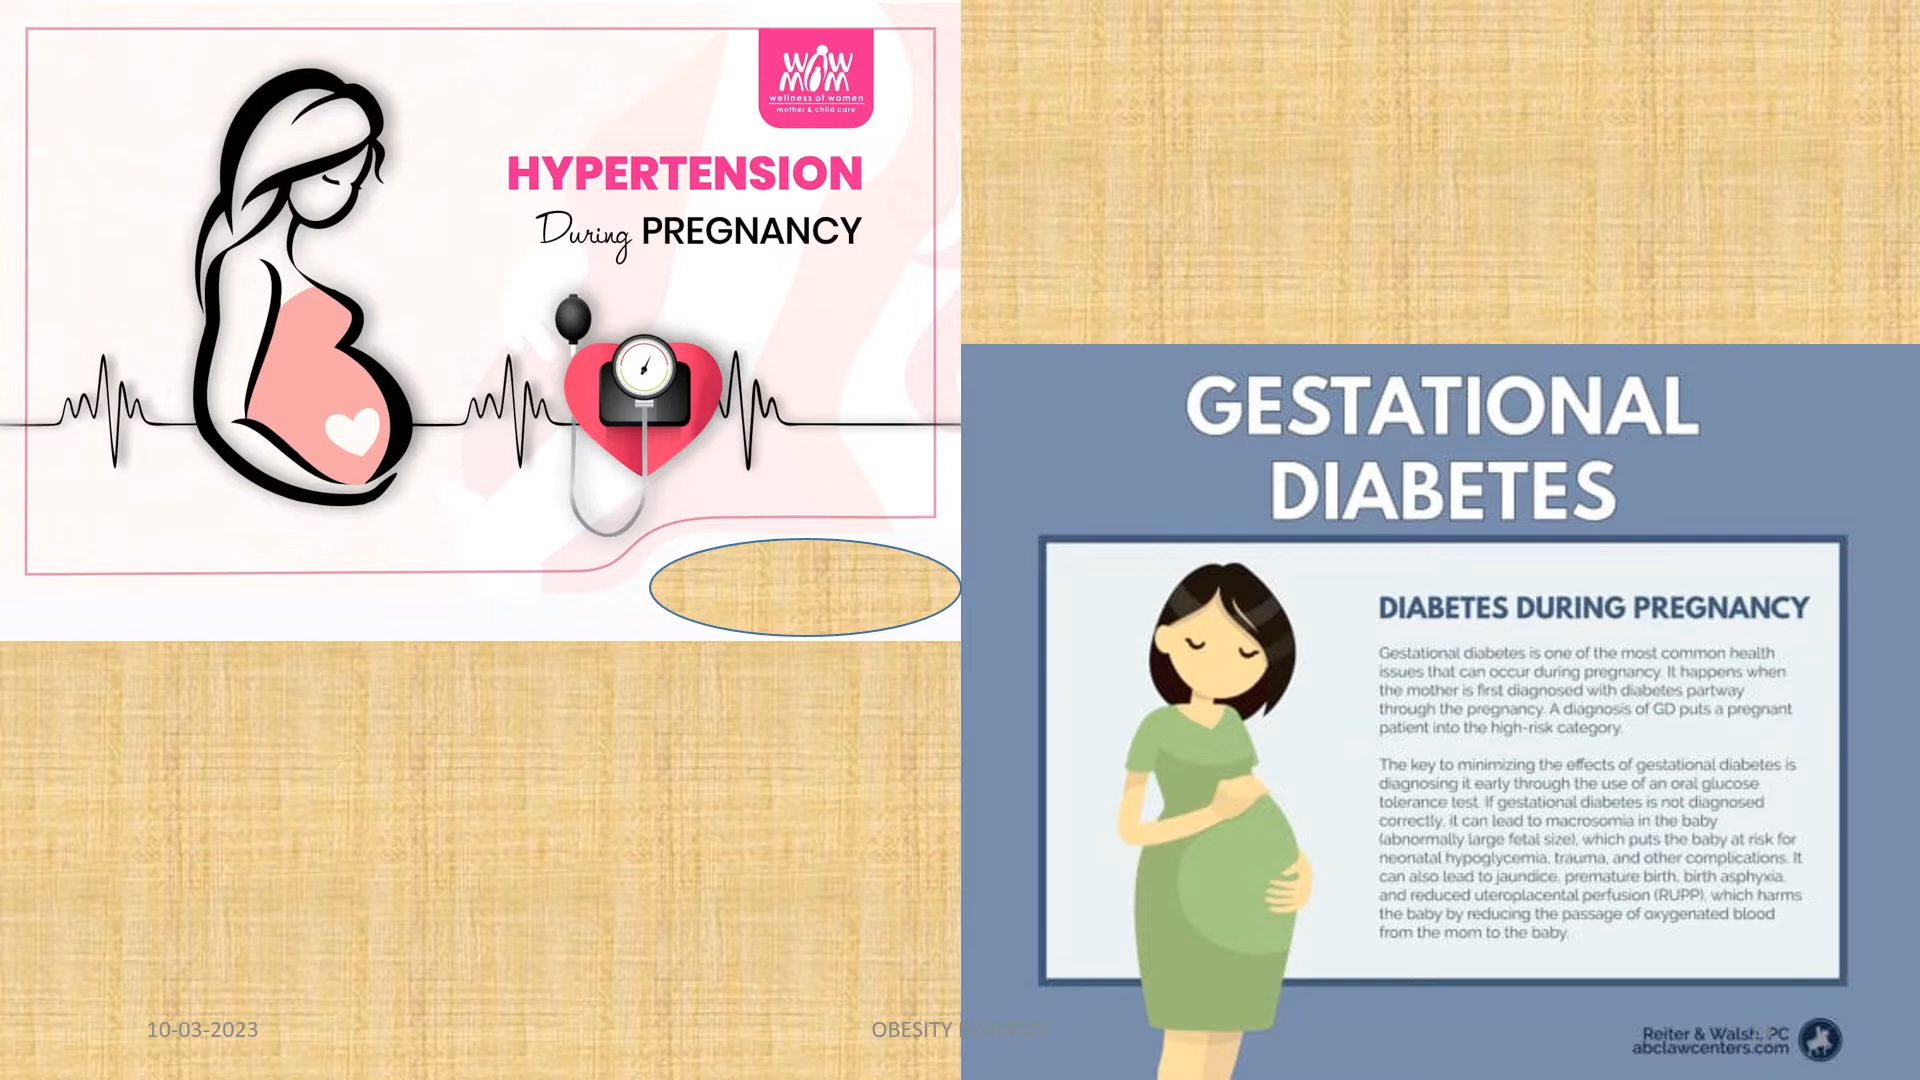 WOW
MOM
wellness of women
mother & child care
HYPERTENSION
During PREGNANCY
GESTATIONAL
DIABETES
DIABETES DURING PREGNANCY
Gestational diabetes is one of the most common health
issues that can occur during pregnancy. It happens when
the mother is first diagnosed with diabetes partway
through the pregnancy. A diagnosis of GD puts a pregnant
patient into the high-risk category.
The key to minimizing the effects of gestational diabetes is
diagnosing it early through the use of an oral glucose
tolerance test. If gestational diabetes is not diagnosed
correctly, it can lead to macrosomia in the baby
(abnormally large fetal size), which puts the baby at risk for
neonatal hypoglycemia, trauma, and other complications. It
can also lead to jaundice, premature birth, birth asphyxia,
and reduced uteroplacental perfusion (RUPP), which harms
the baby by reducing the passage of oxygenated blood
from the mom to the baby.
10-03-2023
OBESITY
Reiter & Walsh, PC
abclawcenters.com